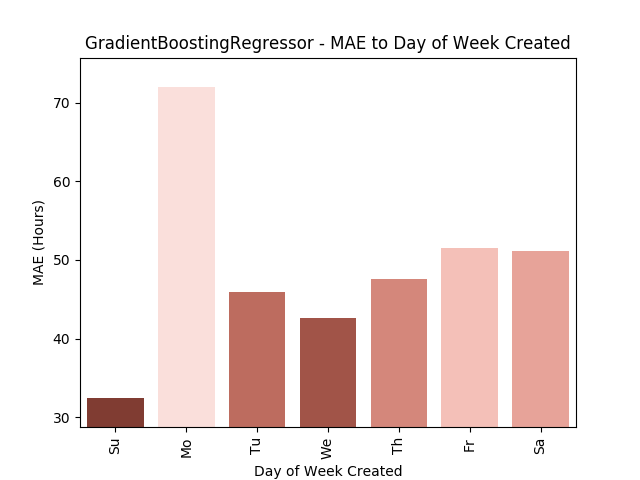 GradientBoostingRegressor - MAE to Day of Week Created
70
60
50
40
30
MAE (Hours)
Su
Mo
Tu
We
Th
Fr
Sa
Day of Week Created